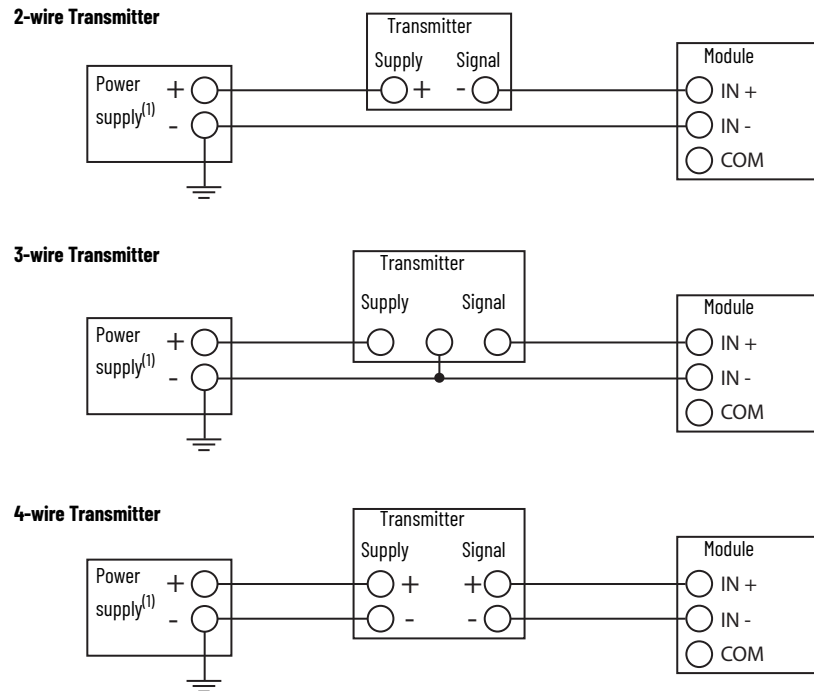 2-wire Transmitter
Transmitter
Supply Signal
+ -
Power
supply(1)
+
-
Module
IN +
IN -
COM
3-wire Transmitter
Transmitter
Supply Signal
Power
supply(1)
+
-
Module
IN +
IN -
COM
4-wire Transmitter
Transmitter
Supply Signal
+ +
- -
Power
supply(1)
+
-
Module
IN +
IN -
COM